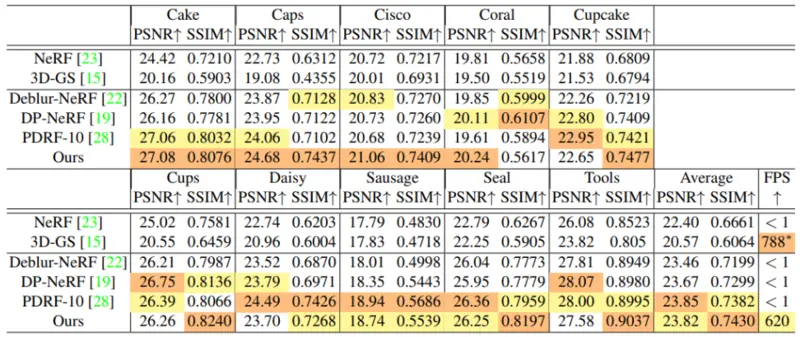 Cake Caps Cisco Coral Cupcake
PSNR↑ SSIM↑ PSNR↑ SSIM↑ PSNR↑ SSIM↑ PSNR↑ SSIM↑ PSNR↑ SSIM↑
NeRF [23] 24.42 0.7210 22.73 0.6312 20.72 0.7217 19.81 0.5658 21.88 0.6809
3D-GS [15] 20.16 0.5903 19.08 0.4355 20.01 0.6931 19.50 0.5519 21.53 0.6794
Deblur-NeRF [22] 26.27 0.7800 23.87 0.7128 20.83 0.7270 19.85 0.5999 22.26 0.7219
DP-NeRF [19] 26.16 0.7781 23.95 0.7122 20.73 0.7260 20.11 0.6107 22.80 0.7409
PDRF-10 [28] 27.06 0.8032 24.06 0.7102 20.68 0.7239 19.61 0.5894 22.95 0.7421
Ours 27.08 0.8076 24.68 0.7437 21.06 0.7409 20.24 0.5617 22.65 0.7477
Cups Daisy Sausage Seal Tools Average FPS
PSNR↑ SSIM↑ PSNR↑ SSIM↑ PSNR↑ SSIM↑ PSNR↑ SSIM↑ PSNR↑ SSIM↑ PSNR↑ SSIM↑ ↑
NeRF [23] 25.02 0.7581 22.74 0.6203 17.79 0.4830 22.79 0.6267 26.08 0.8523 22.40 0.6661 < 1
3D-GS [15] 20.55 0.6459 20.96 0.6004 17.83 0.4718 22.25 0.5905 23.82 0.805 20.57 0.6064 788*
Deblur-NeRF [22] 26.21 0.7987 23.52 0.6870 18.01 0.4998 26.04 0.7773 27.81 0.8949 23.46 0.7199 < 1
DP-NeRF [19] 26.75 0.8136 23.79 0.6971 18.35 0.5443 25.95 0.7779 28.07 0.8980 23.67 0.7299 < 1
PDRF-10 [28] 26.39 0.8066 24.49 0.7426 18.94 0.5686 26.36 0.7959 28.00 0.8995 23.85 0.7382 < 1
Ours 26.26 0.8240 23.70 0.7268 18.74 0.5539 26.25 0.8197 27.58 0.9037 23.82 0.7430 620